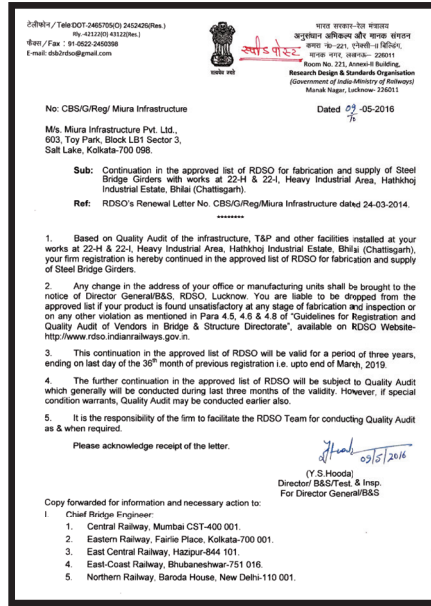 टेलीफोन / Tele:DOT-2465705(O) 2452426(Res.)
Rly.-42122(O) 43122(Res.)
फैक्स / Fax : 91-0522-2450398
E-mail: dsb2rdso@gmail.com
सत्यमेव जयते
स्पीड पोस्ट
भारत सरकार–रेल मंत्रालय
अनुसंधान अभिकल्प और मानक संगठन
कमरा नं०–221, एनेक्सी–II बिल्डिंग,
मानक नगर, लखनऊ– 226011
Room No. 221, Annexi-II Building,
Research Design & Standards Organisation
(Government of India-Ministry of Railways)
Manak Nagar, Lucknow- 226011
No: CBS/G/Reg/ Miura Infrastructure
Dated 09 -05-2016
M/s. Miura Infrastructure Pvt. Ltd.,
603, Toy Park, Block LB1 Sector 3,
Salt Lake, Kolkata-700 098.
Sub: Continuation in the approved list of RDSO for fabrication and supply of Steel
Bridge Girders with works at 22-H & 22-I, Heavy Industrial Area, Hathkhoj
Industrial Estate, Bhilai (Chattisgarh).
Ref: RDSO's Renewal Letter No. CBS/G/Reg/Miura Infrastructure dated 24-03-2014.
********
1. Based on Quality Audit of the infrastructure, T&P and other facilities installed at your
works at 22-H & 22-I, Heavy Industrial Area, Hathkhoj Industrial Estate, Bhilai (Chattisgarh),
your firm registration is hereby continued in the approved list of RDSO for fabrication and supply
of Steel Bridge Girders.
2. Any change in the address of your office or manufacturing units shall be brought to the
notice of Director General/B&S, RDSO, Lucknow. You are liable to be dropped from the
approved list if your product is found unsatisfactory at any stage of fabrication and inspection or
on any other violation as mentioned in Para 4.5, 4.6 & 4.8 of "Guidelines for Registration and
Quality Audit of Vendors in Bridge & Structure Directorate", available on RDSO Website-
http://www.rdso.indianrailways.gov.in.
3. This continuation in the approved list of RDSO will be valid for a period of three years,
ending on last day of the 36th month of previous registration i.e. upto end of March, 2019.
4. The further continuation in the approved list of RDSO will be subject to Quality Audit
which generally will be conducted during last three months of the validity. However, if special
condition warrants, Quality Audit may be conducted earlier also.
5. It is the responsibility of the firm to facilitate the RDSO Team for conducting Quality Audit
as & when required.
Please acknowledge receipt of the letter.
09/5/2016
(Y.S.Hooda)
Director/ B&S/Test. & Insp.
For Director General/B&S
Copy forwarded for information and necessary action to:
I. Chief Bridge Engineer:
1. Central Railway, Mumbai CST-400 001.
2. Eastern Railway, Fairlie Place, Kolkata-700 001.
3. East Central Railway, Hazipur-844 101.
4. East-Coast Railway, Bhubaneshwar-751 016.
5. Northern Railway, Baroda House, New Delhi-110 001.